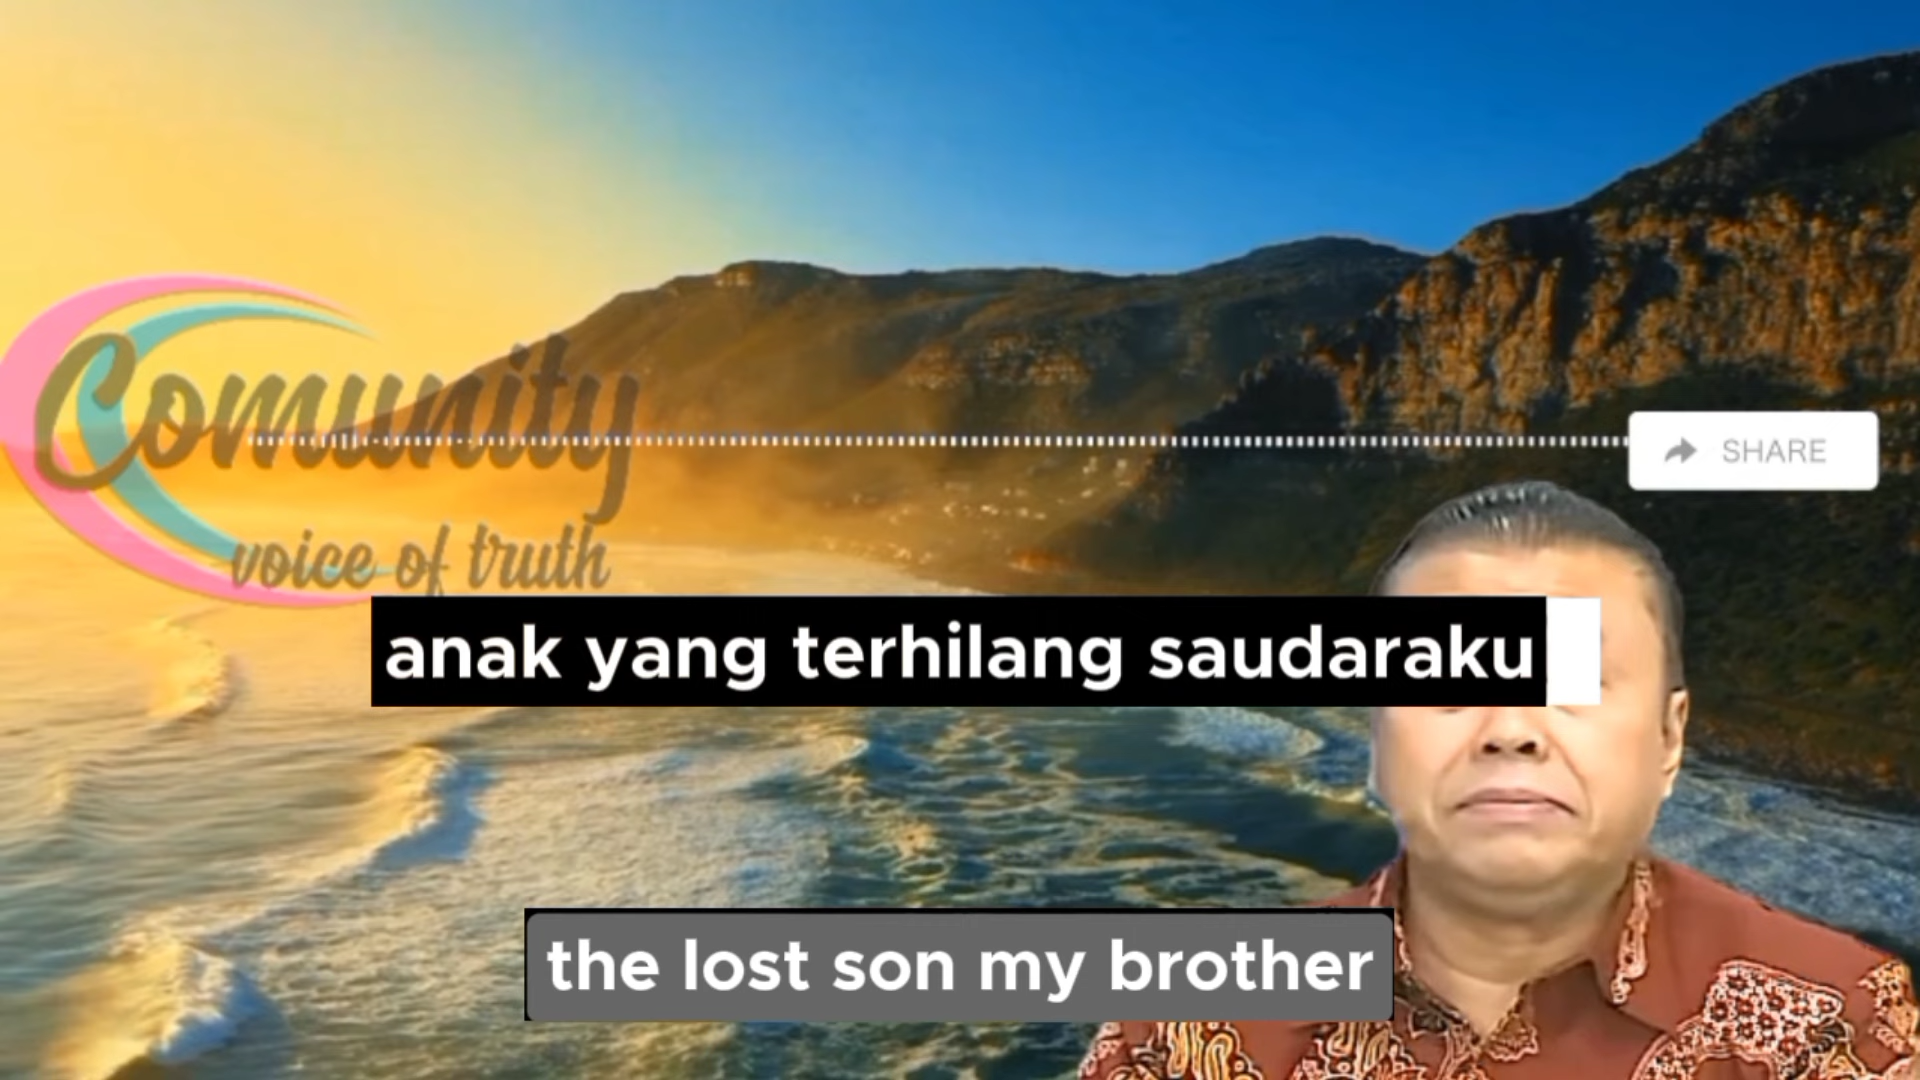 Comunity
voice of truth
SHARE
anak yang terhilang saudaraku
the lost son my brother